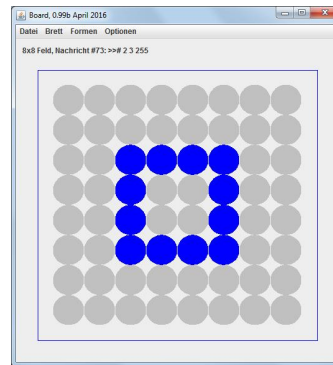 Board, 0.99b April 2016
Datei Brett Formen Optionen
8x8 Feld, Nachricht #73: >># 2 3 255